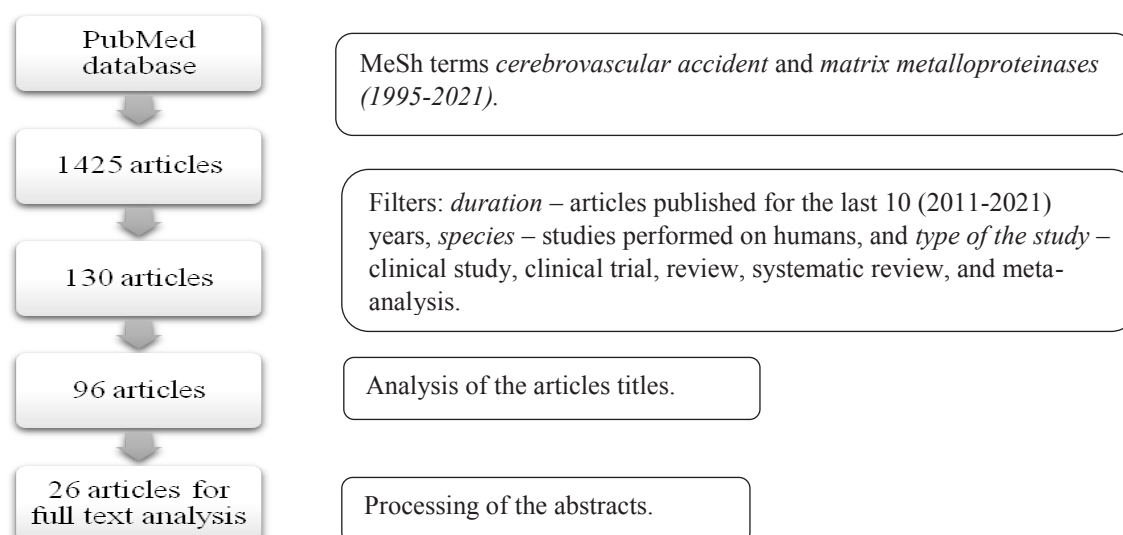 PubMed
database
MeSh terms cerebrovascular accident and matrix metalloproteinases
(1995-2021).
1425 articles
Filters: duration – articles published for the last 10 (2011-2021)
years, species – studies performed on humans, and type of the study –
clinical study, clinical trial, review, systematic review, and meta-
analysis.
130 articles
96 articles
Analysis of the articles titles.
26 articles for
full text analysis
Processing of the abstracts.